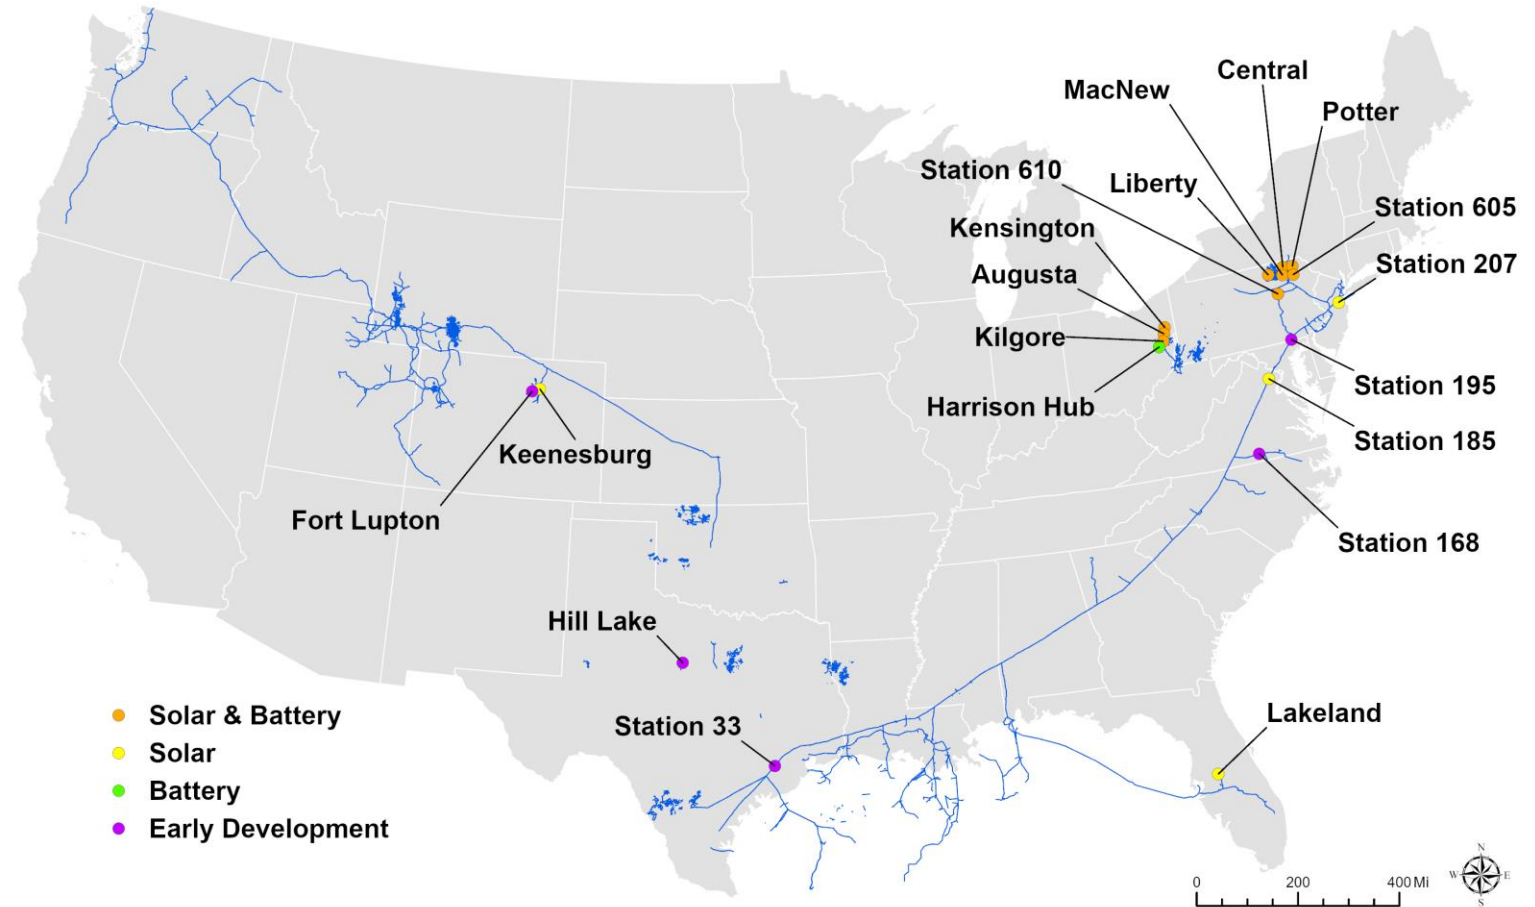 Central
MacNew
Potter
Station 610
Liberty
Station 605
Kensington
Station 207
Augusta
Kilgore
Station 195
Harrison Hub
Station 185
Keenesburg
Fort Lupton
Station 168
Hill Lake
Lakeland
Station 33
Solar & Battery
Solar
Battery
Early Development
N
W E
S
0 200 400 Mi